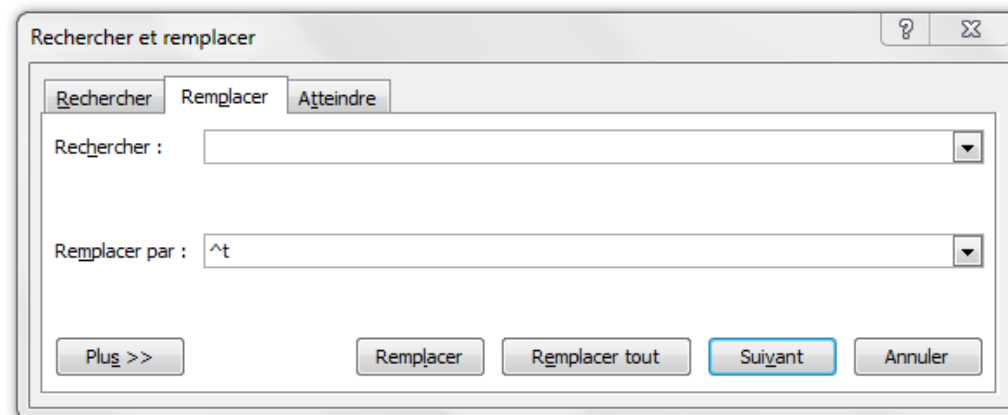 Rechercher et remplacer
Rechercher Remplacer Atteindre
Rechercher :
Remplacer par : ^t
Plus >> Remplacer Remplacer tout Suivant Annuler